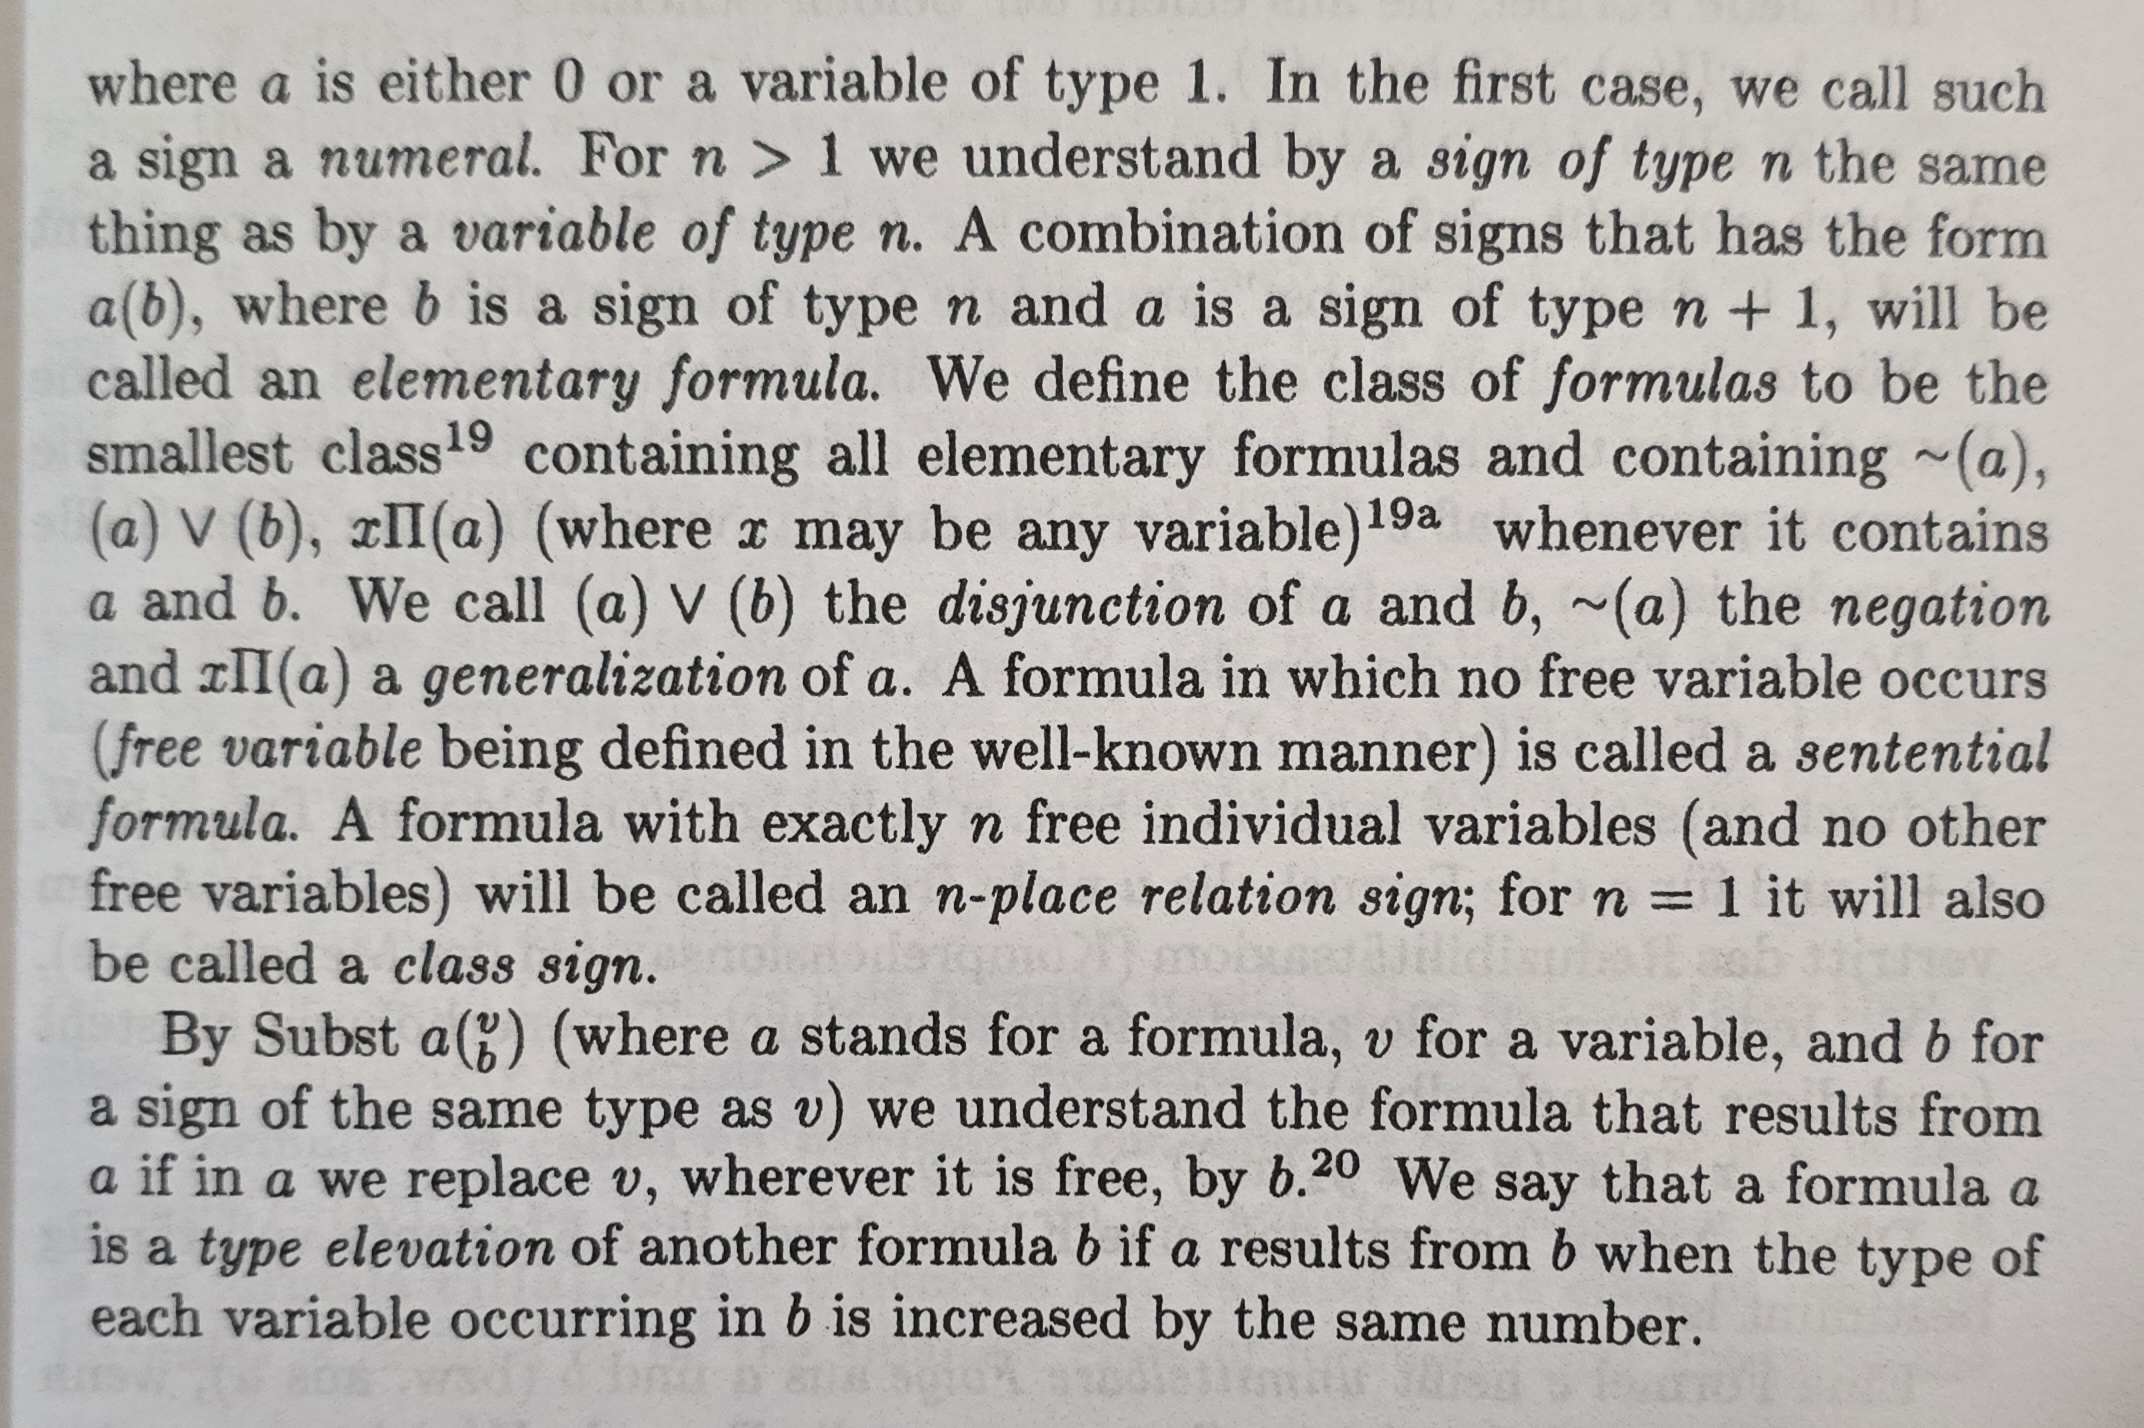 where a is either 0 or a variable of type 1. In the first case, we call such
a sign a numeral. For n > 1 we understand by a sign of type n the same
thing as by a variable of type n. A combination of signs that has the form
a(b), where b is a sign of type n and a is a sign of type n + 1, will be
called an elementary formula. We define the class of formulas to be the
smallest class¹⁹ containing all elementary formulas and containing ~(a),
(a) ∨ (b), xΠ(a) (where x may be any variable)¹⁹ᵃ whenever it contains
a and b. We call (a) ∨ (b) the disjunction of a and b, ~(a) the negation
and xΠ(a) a generalization of a. A formula in which no free variable occurs
(free variable being defined in the well-known manner) is called a sentential
formula. A formula with exactly n free individual variables (and no other
free variables) will be called an n-place relation sign; for n = 1 it will also
be called a class sign.
By Subst a(ᵛ_b) (where a stands for a formula, v for a variable, and b for
a sign of the same type as v) we understand the formula that results from
a if in a we replace v, wherever it is free, by b.²⁰ We say that a formula a
is a type elevation of another formula b if a results from b when the type of
each variable occurring in b is increased by the same number.